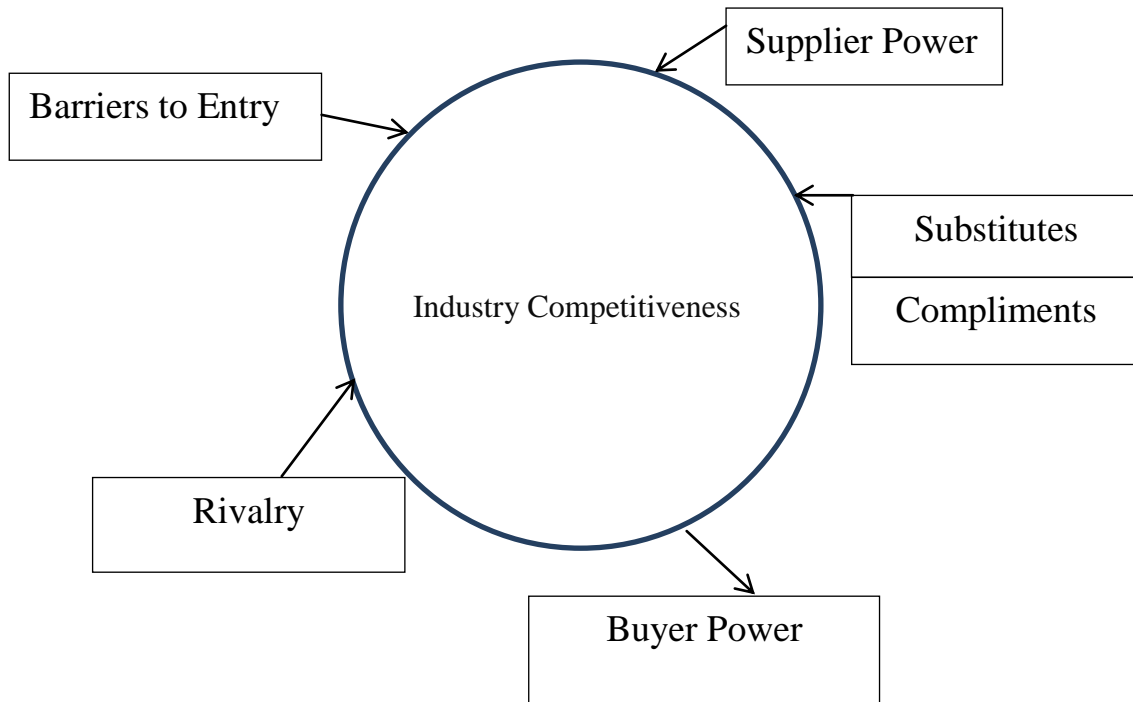 Supplier Power
Barriers to Entry
Substitutes
Industry Competitiveness
Compliments
Rivalry
Buyer Power